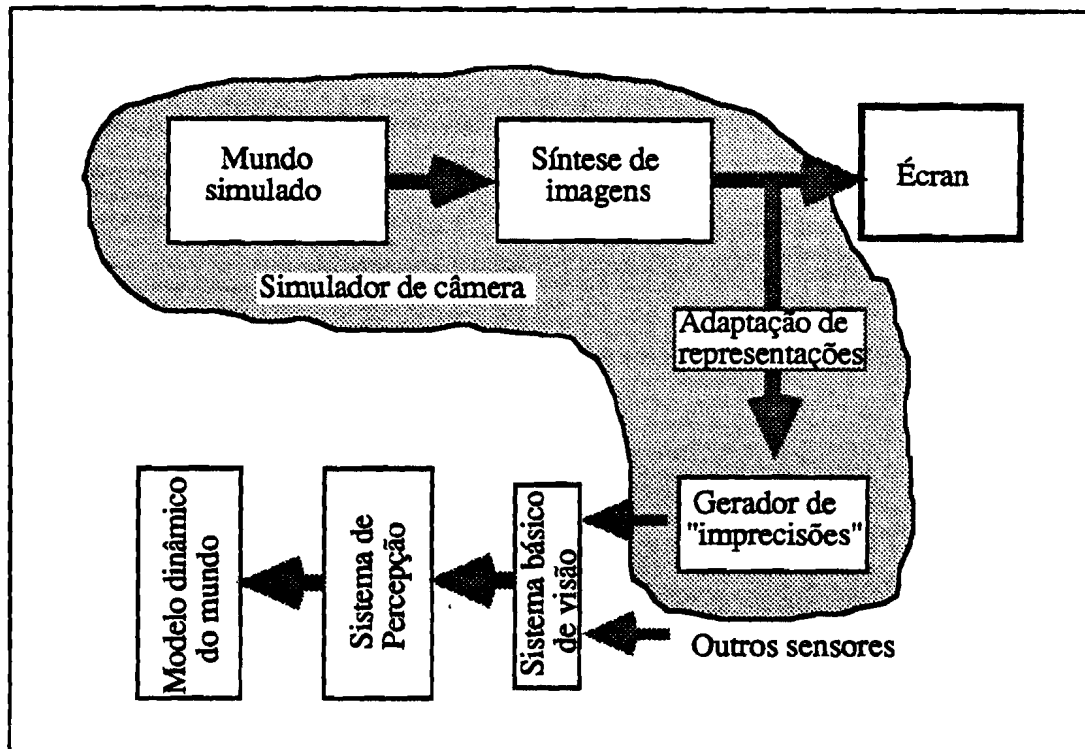 Mundo
simulado
Síntese de
imagens
Écran
Simulador de câmera
Adaptação de
representações
Gerador de
"imprecisões"
Outros sensores
Sistema básico
de visão
Sistema de
Percepção
Modelo dinâmico
do mundo